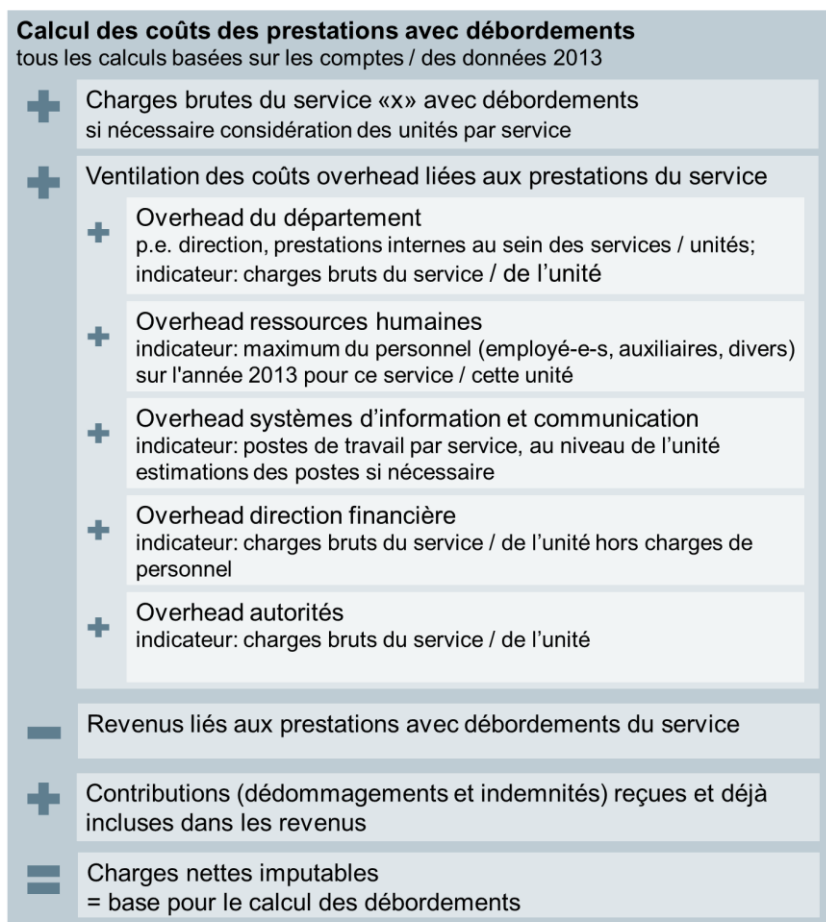 Calcul des coûts des prestations avec débordements
tous les calculs basées sur les comptes / des données 2013
Charges brutes du service «x» avec débordements
si nécessaire considération des unités par service
Ventilation des coûts overhead liées aux prestations du service
Overhead du département
p.e. direction, prestations internes au sein des services / unités;
indicateur: charges bruts du service / de l'unité
Overhead ressources humaines
indicateur: maximum du personnel (employé-e-s, auxiliaires, divers)
sur l'année 2013 pour ce service / cette unité
Overhead systèmes d'information et communication
indicateur: postes de travail par service, au niveau de l'unité
estimations des postes si nécessaire
Overhead direction financière
indicateur: charges bruts du service / de l'unité hors charges de
personnel
Overhead autorités
indicateur: charges bruts du service / de l'unité
Revenus liés aux prestations avec débordements du service
Contributions (dédommagements et indemnités) reçues et déjà
incluses dans les revenus
Charges nettes imputables
= base pour le calcul des débordements